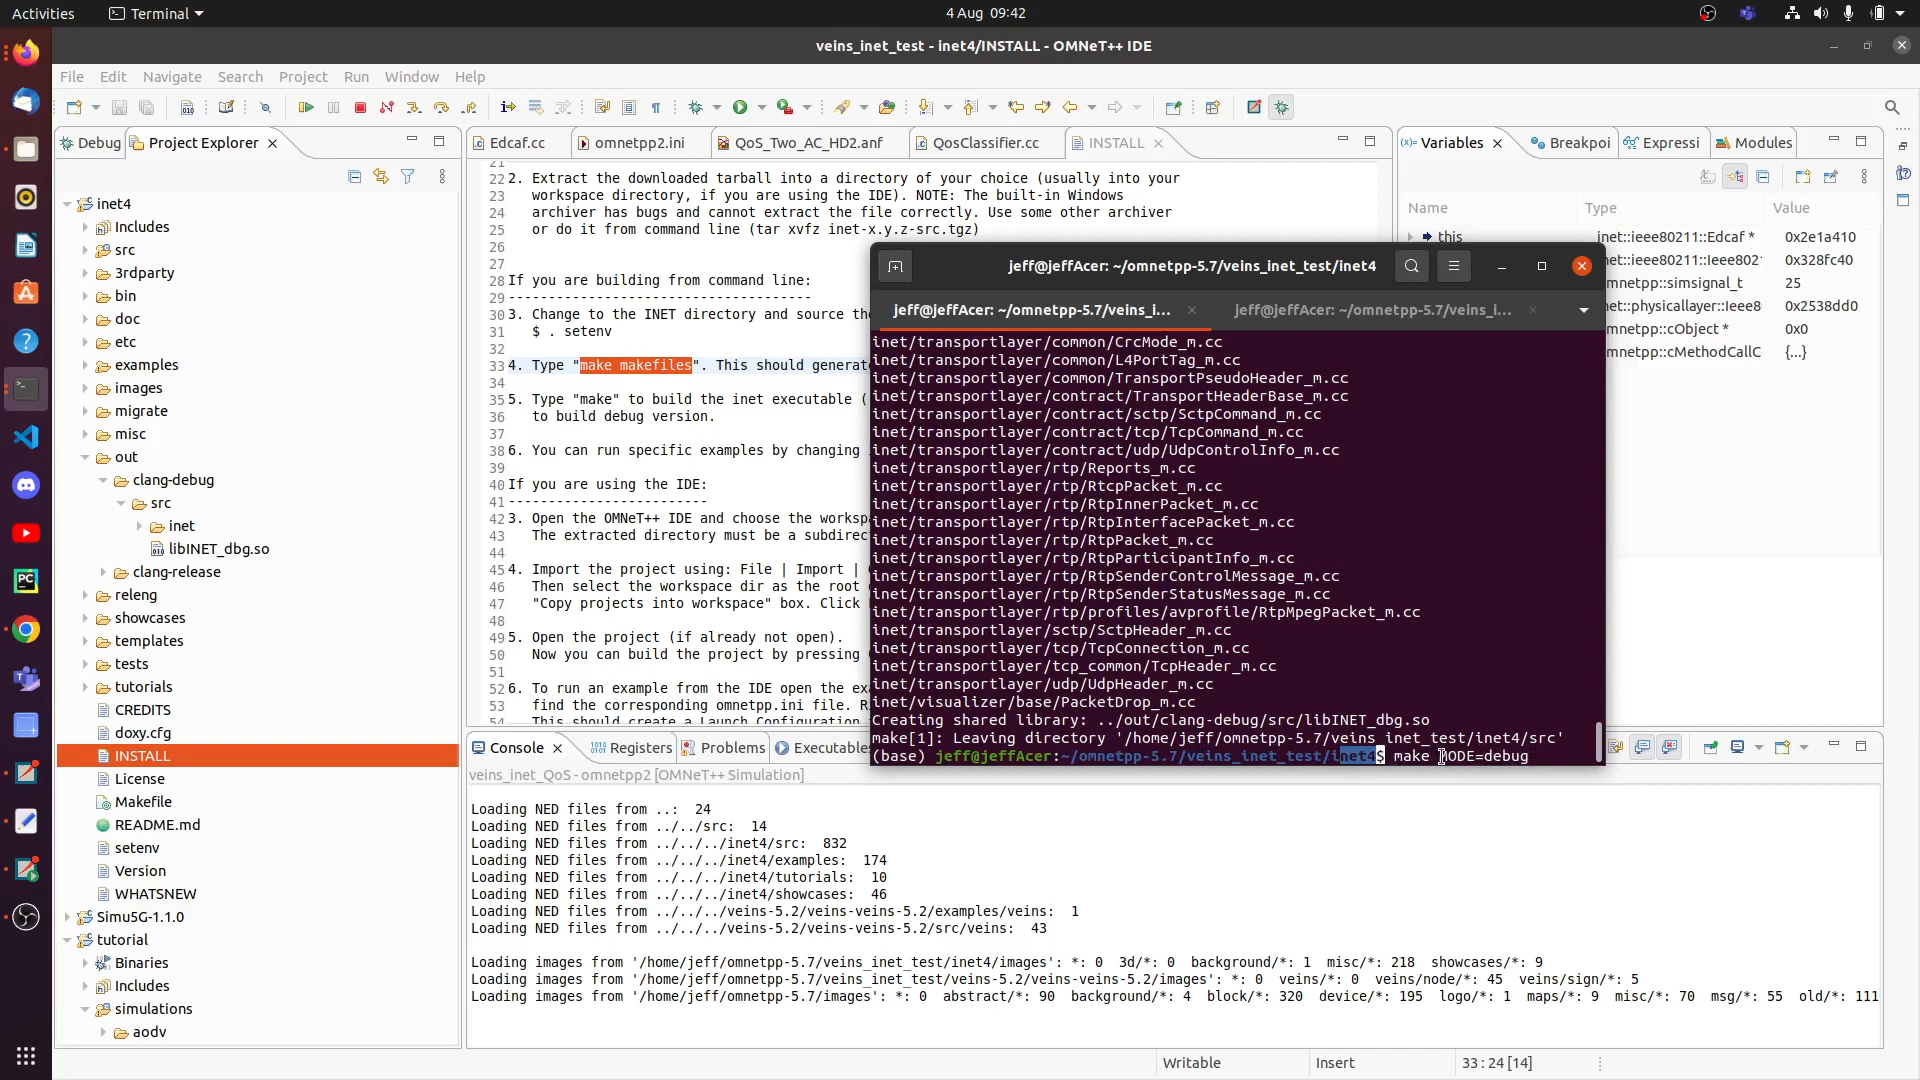 Activities
Terminal
4 Aug 09:42
veins_inet_test - inet4/INSTALL - OMNeT++ IDE
File Edit Navigate Search Project Run Window Help
Debug
Project Explorer
Edcaf.cc
omnetpp2.ini
QoS_Two_AC_HD2.anf
QosClassifier.cc
INSTALL
Variables
Breakpoi
Expressi
Modules
inet4
Includes
src
3rdparty
bin
doc
etc
examples
images
migrate
misc
out
clang-debug
src
inet
libINET_dbg.so
clang-release
releng
showcases
templates
tests
tutorials
CREDITS
doxy.cfg
INSTALL
License
Makefile
README.md
setenv
Version
WHATSNEW
Simu5G-1.1.0
tutorial
Binaries
Includes
simulations
aodv
21
22 2. Extract the downloaded tarball into a directory of your choice (usually into your
23 workspace directory, if you are using the IDE). NOTE: The built-in Windows
24 archiver has bugs and cannot extract the file correctly. Use some other archiver
25 or do it from command line (tar xvfz inet-x.y.z-src.tgz)
26
27
28 If you are building from command line:
29 -------------------------------------
30 3. Change to the INET directory and source the
31 $ . setenv
32
33 4. Type "make makefiles". This should generate
34
35 5. Type "make" to build the inet executable (
36 to build debug version.
37
38 6. You can run specific examples by changing
39
40 If you are using the IDE:
41 ------------------------
42 3. Open the OMNeT++ IDE and choose the workspa
43 The extracted directory must be a subdirec
44
45 4. Import the project using: File | Import |
46 Then select the workspace dir as the root
47 "Copy projects into workspace" box. Click
48
49 5. Open the project (if already not open).
50 Now you can build the project by pressing
51
52 6. To run an example from the IDE open the exa
53 find the corresponding omnetpp.ini file. R
54 This should create a Launch Configuration
Name Type Value
this inet::ieee80211::Edcaf * 0x2e1a410
net::ieee80211::Ieee8021 0x328fc40
mnetpp::simsignal_t 25
net::physicallayer::Ieee8 0x2538dd0
mnetpp::cObject * 0x0
mnetpp::cMethodCallC {...}
jeff@jeffAcer: ~/omnetpp-5.7/veins_inet_test/inet4
jeff@jeffAcer: ~/omnetpp-5.7/veins_i...
jeff@jeffAcer: ~/omnetpp-5.7/veins_i...
inet/transportlayer/common/CrcMode_m.cc
inet/transportlayer/common/L4PortTag_m.cc
inet/transportlayer/common/TransportPseudoHeader_m.cc
inet/transportlayer/contract/TransportHeaderBase_m.cc
inet/transportlayer/contract/sctp/SctpCommand_m.cc
inet/transportlayer/contract/tcp/TcpCommand_m.cc
inet/transportlayer/contract/udp/UdpControlInfo_m.cc
inet/transportlayer/rtp/Reports_m.cc
inet/transportlayer/rtp/RtcpPacket_m.cc
inet/transportlayer/rtp/RtpInnerPacket_m.cc
inet/transportlayer/rtp/RtpInterfacePacket_m.cc
inet/transportlayer/rtp/RtpPacket_m.cc
inet/transportlayer/rtp/RtpParticipantInfo_m.cc
inet/transportlayer/rtp/RtpSenderControlMessage_m.cc
inet/transportlayer/rtp/RtpSenderStatusMessage_m.cc
inet/transportlayer/rtp/profiles/avprofile/RtpMpegPacket_m.cc
inet/transportlayer/sctp/SctpHeader_m.cc
inet/transportlayer/tcp/TcpConnection_m.cc
inet/transportlayer/tcp_common/TcpHeader_m.cc
inet/transportlayer/udp/UdpHeader_m.cc
inet/visualizer/base/PacketDrop_m.cc
Creating shared library: ../out/clang-debug/src/libINET_dbg.so
make[1]: Leaving directory '/home/jeff/omnetpp-5.7/veins_inet_test/inet4/src'
(base) jeff@jeffAcer:~/omnetpp-5.7/veins_inet_test/inet4$ make MODE=debug
Console
Registers
Problems
Executable
veins_inet_QoS - omnetpp2 [OMNeT++ Simulation]
Loading NED files from ..: 24
Loading NED files from ../../src: 14
Loading NED files from ../../../inet4/src: 832
Loading NED files from ../../../inet4/examples: 174
Loading NED files from ../../../inet4/tutorials: 10
Loading NED files from ../../../inet4/showcases: 46
Loading NED files from ../../../veins-5.2/veins-veins-5.2/examples/veins: 1
Loading NED files from ../../../veins-5.2/veins-veins-5.2/src/veins: 43
Loading images from '/home/jeff/omnetpp-5.7/veins_inet_test/inet4/images': *: 0 3d/*: 0 background/*: 1 misc/*: 218 showcases/*: 9
Loading images from '/home/jeff/omnetpp-5.7/veins_inet_test/veins-5.2/veins-veins-5.2/images': *: 0 veins/*: 0 veins/node/*: 45 veins/sign/*: 5
Loading images from '/home/jeff/omnetpp-5.7/images': *: 0 abstract/*: 90 background/*: 4 block/*: 320 device/*: 195 logo/*: 1 maps/*: 9 misc/*: 70 msg/*: 55 old/*: 111
Writable
Insert
33 : 24 [14]